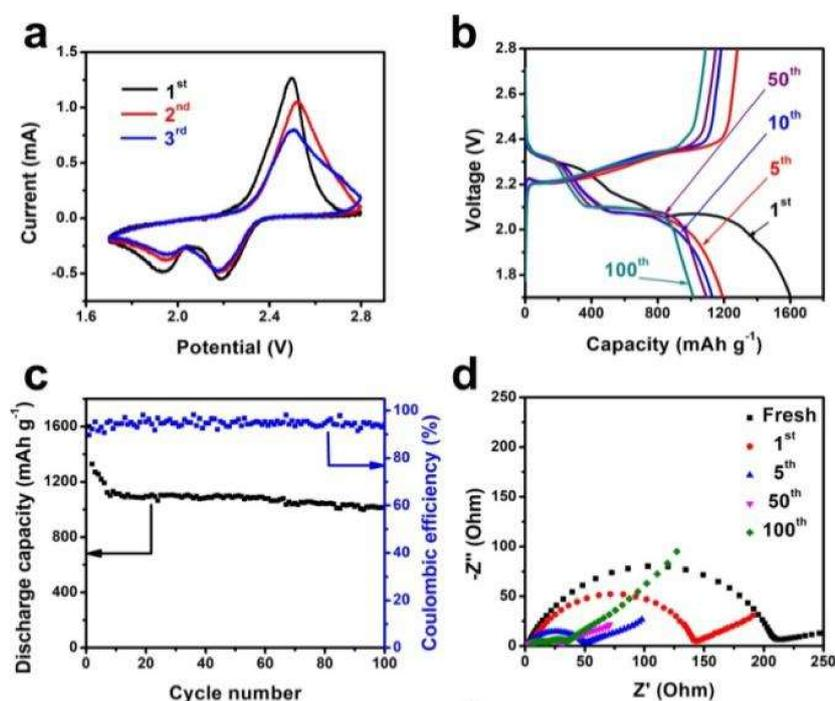 a
Current (mA)
1.5
1.0
0.5
0.0
-0.5
1st
2nd
3rd
1.6 2.0 2.4 2.8
Potential (V)
b
Voltage (V)
2.8
2.6
2.4
2.2
2.0
1.8
50th
10th
5th
1st
100th
0 400 800 1200 1600
Capacity (mAh g-1)
c
Discharge capacity (mAh g-1)
1600
1200
800
400
0
Coulombic efficiency (%)
100
80
60
40
20
0
0 20 40 60 80 100
Cycle number
d
-Z'' (Ohm)
250
200
150
100
50
0
Fresh
1st
5th
50th
100th
0 50 100 150 200 250
Z' (Ohm)